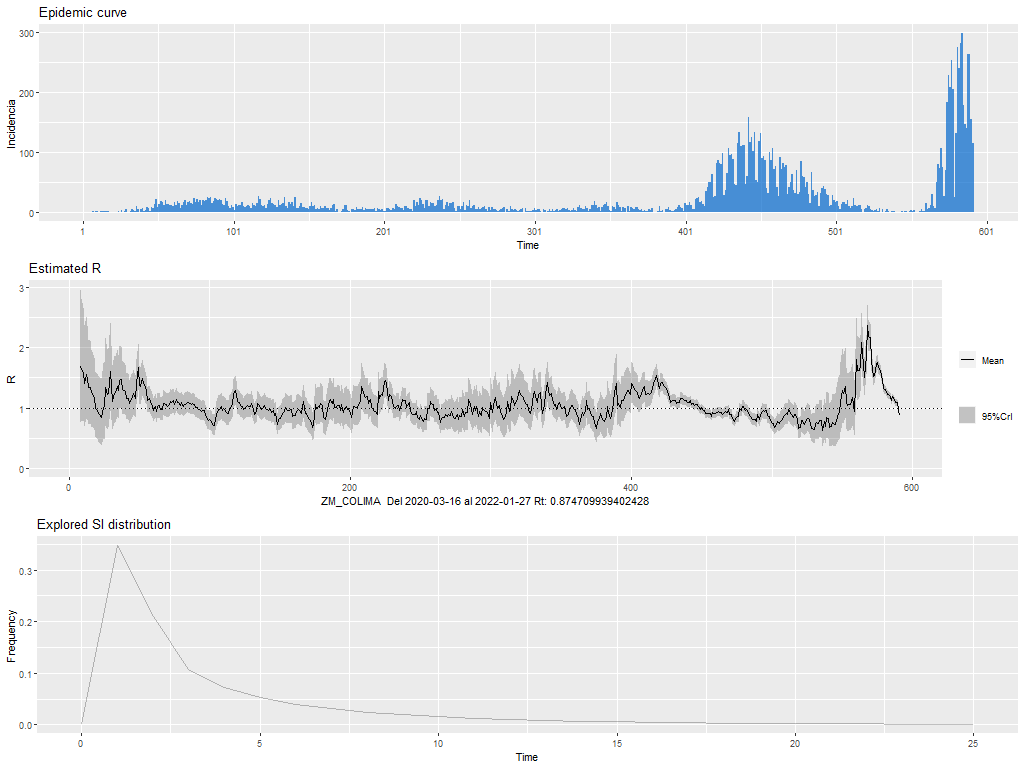 Epidemic curve
300
200
100
0
Incidencia
1 101 201 301 401 501 601
Time
Estimated R
3
2
1
0
R
Mean
95%CrI
0 200 400 600
ZM_COLIMA Del 2020-03-16 al 2022-01-27 Rt: 0.874709939402428
Explored SI distribution
0.3
0.2
0.1
0.0
Frequency
0 5 10 15 20 25
Time